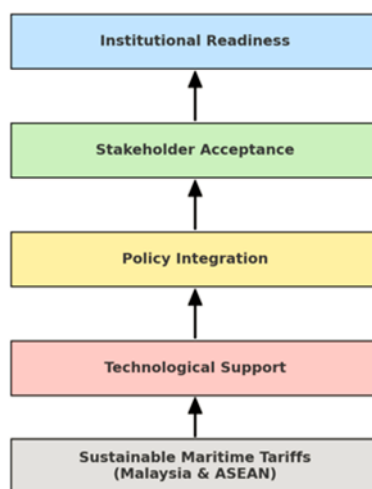 Institutional Readiness
Stakeholder Acceptance
Policy Integration
Technological Support
Sustainable Maritime Tariffs
(Malaysia & ASEAN)